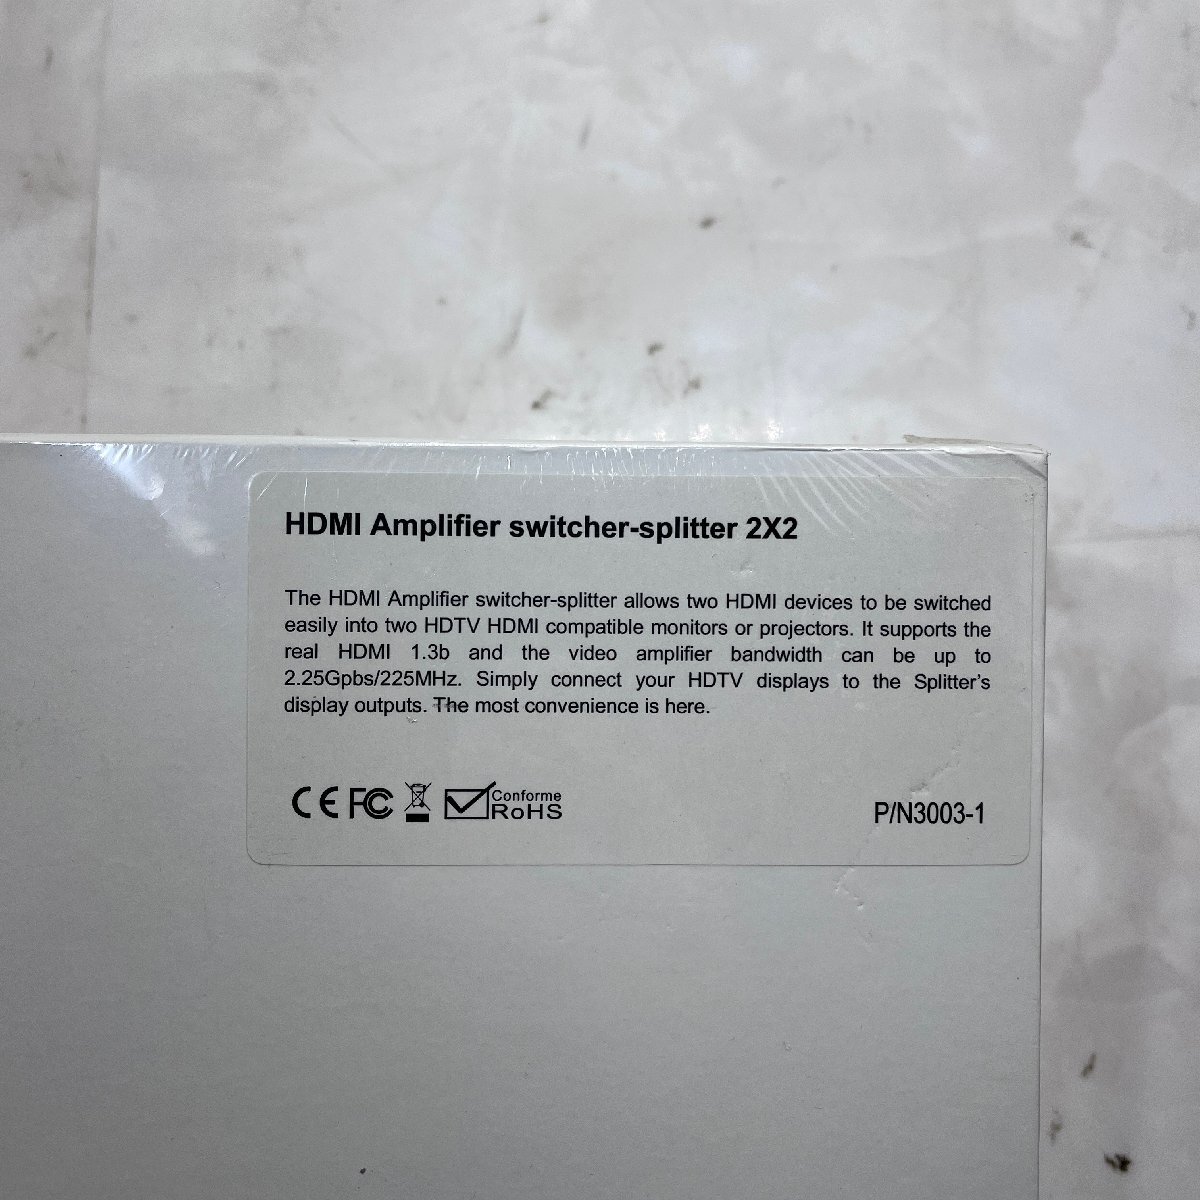 HDMI Amplifier switcher-splitter 2X2
The HDMI Amplifier switcher-splitter allows two HDMI devices to be switched
easily into two HDTV HDMI compatible monitors or projectors. It supports the
real HDMI 1.3b and the video amplifier bandwidth can be up to
2.25Gpbs/225MHz. Simply connect your HDTV displays to the Splitter's
display outputs. The most convenience is here.
CE FC Conforme
RoHS
P/N3003-1